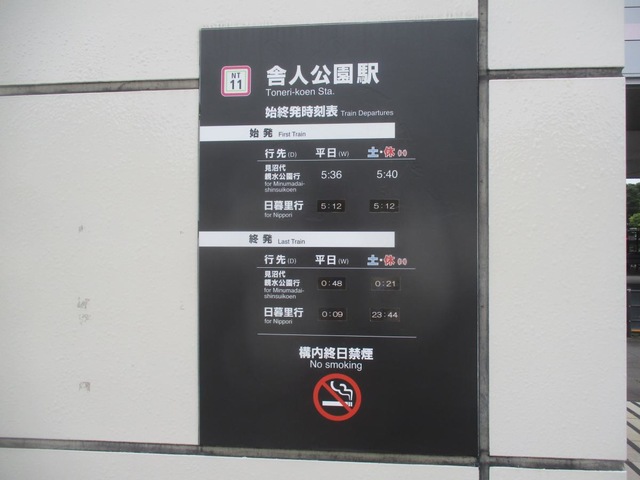 NT
11
舎人公園駅
Toneri-koen Sta.
始終発時刻表 Train Departures
始発 First Train
行先(D) 平日(W) 土・休(H)
見沼代
親水公園行 5:36 5:40
for Minumadai-
shinsuikoen
日暮里行 5:12 5:12
for Nippori
終発 Last Train
行先(D) 平日(W) 土・休(H)
見沼代
親水公園行 0:48 0:21
for Minumadai-
shinsuikoen
日暮里行 0:09 23:44
for Nippori
構内終日禁煙
No smoking